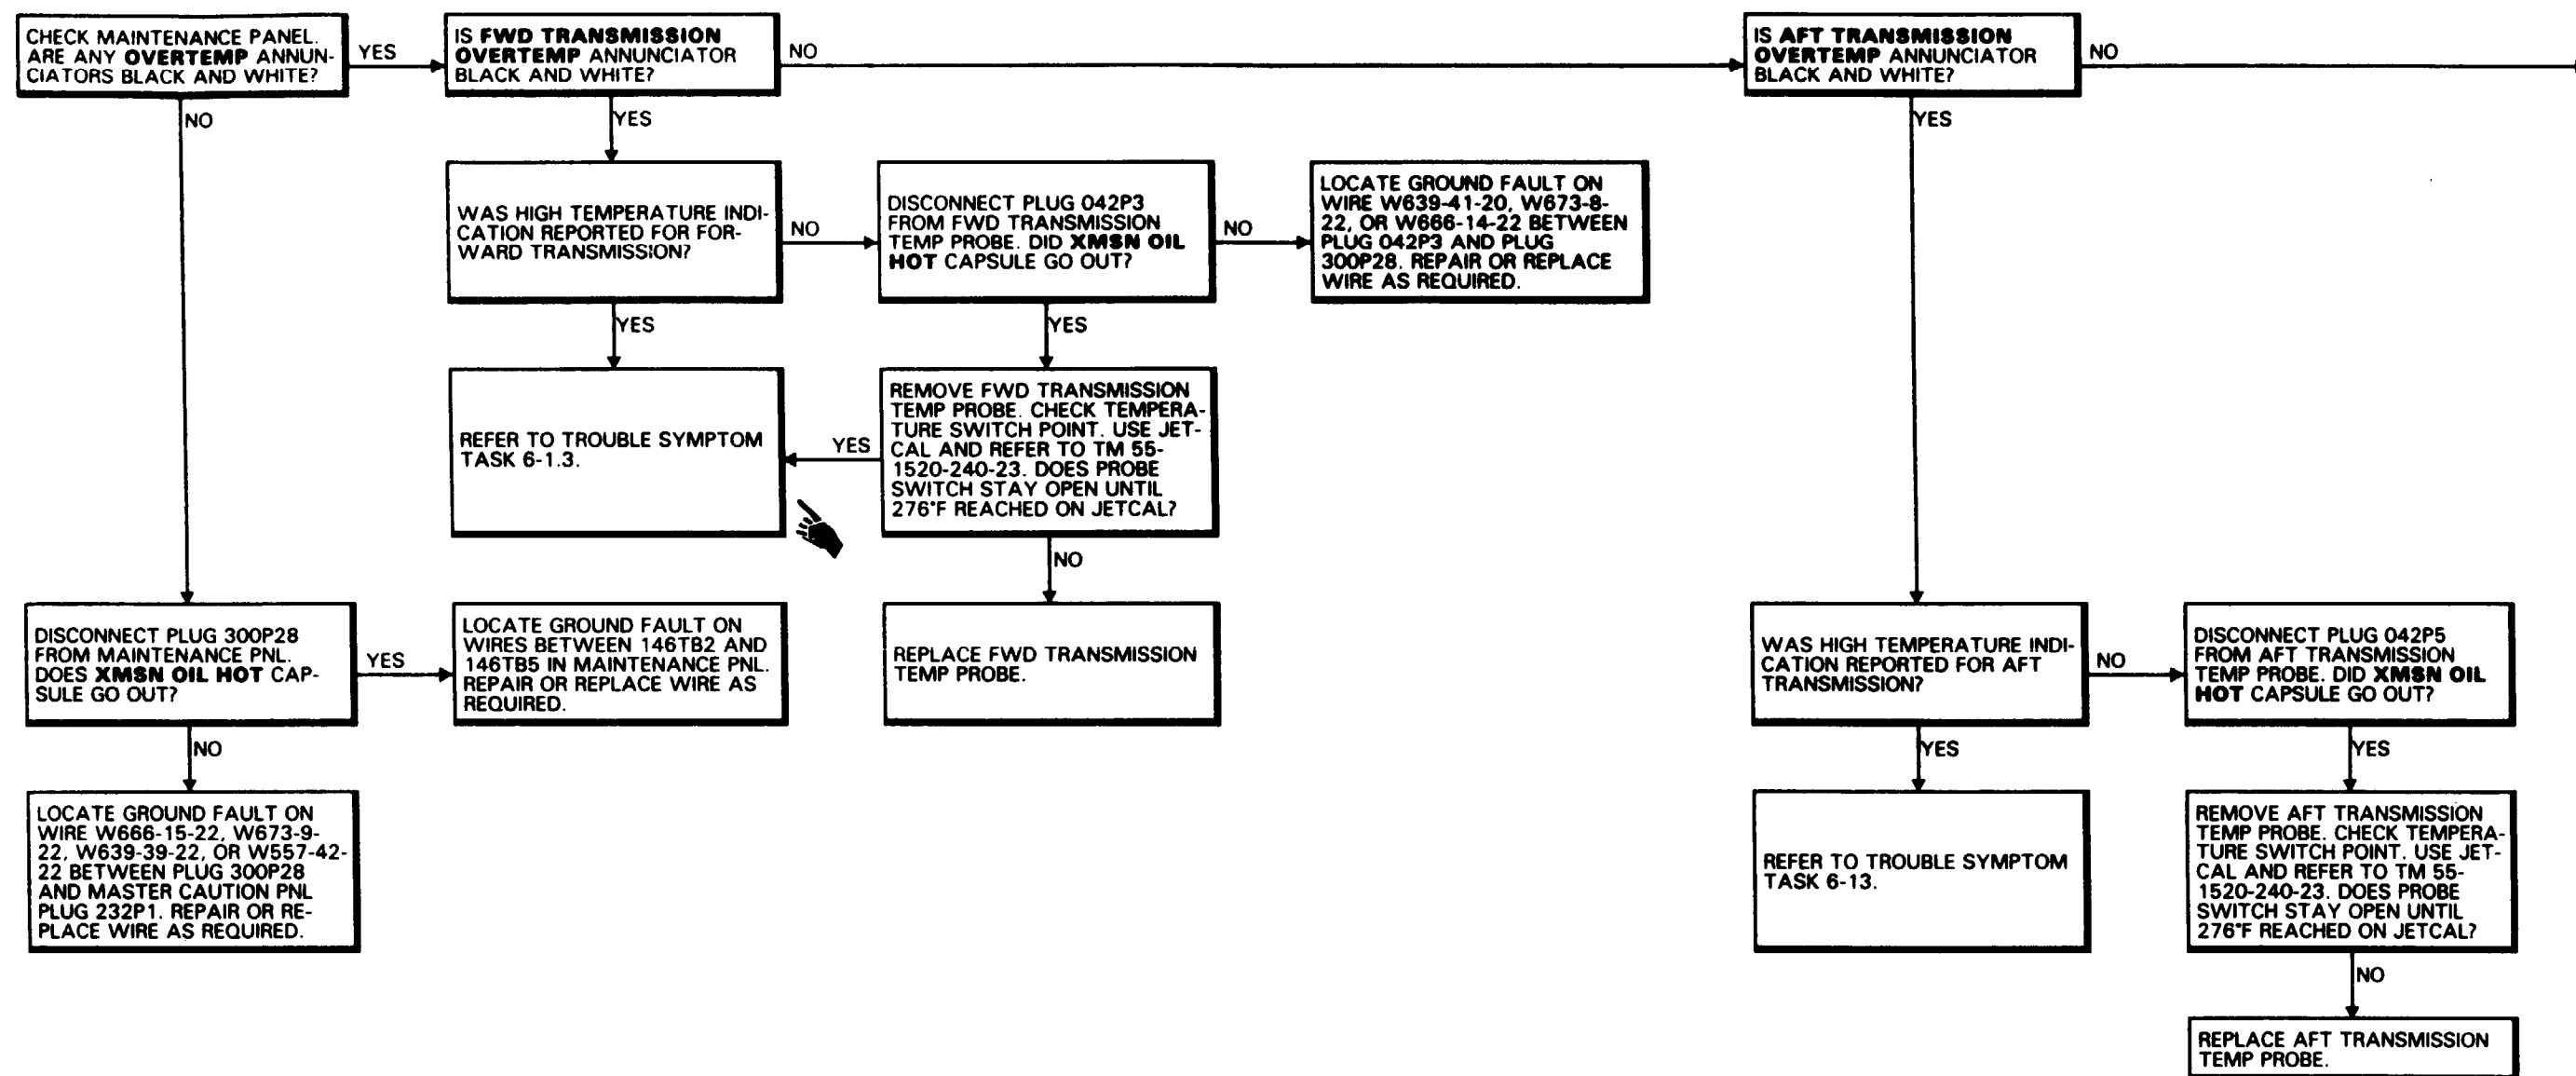 CHECK MAINTENANCE PANEL.
ARE ANY OVERTEMP ANNUN-
CIATORS BLACK AND WHITE?
YES
IS FWD TRANSMISSION
OVERTEMP ANNUNCIATOR
BLACK AND WHITE?
NO
IS AFT TRANSMISSION
OVERTEMP ANNUNCIATOR
BLACK AND WHITE?
NO
NO
YES
YES
WAS HIGH TEMPERATURE INDI-
CATION REPORTED FOR FOR-
WARD TRANSMISSION?
NO
DISCONNECT PLUG 042P3
FROM FWD TRANSMISSION
TEMP PROBE. DID XMSN OIL
HOT CAPSULE GO OUT?
NO
LOCATE GROUND FAULT ON
WIRE W639-41-20, W673-8-
22, OR W666-14-22 BETWEEN
PLUG 042P3 AND PLUG
300P28. REPAIR OR REPLACE
WIRE AS REQUIRED.
YES
YES
REFER TO TROUBLE SYMPTOM
TASK 6-1.3.
YES
REMOVE FWD TRANSMISSION
TEMP PROBE. CHECK TEMPERA-
TURE SWITCH POINT. USE JET-
CAL AND REFER TO TM 55-
1520-240-23. DOES PROBE
SWITCH STAY OPEN UNTIL
276°F REACHED ON JETCAL?
NO
DISCONNECT PLUG 300P28
FROM MAINTENANCE PNL.
DOES XMSN OIL HOT CAP-
SULE GO OUT?
YES
LOCATE GROUND FAULT ON
WIRES BETWEEN 146TB2 AND
146TB5 IN MAINTENANCE PNL.
REPAIR OR REPLACE WIRE AS
REQUIRED.
REPLACE FWD TRANSMISSION
TEMP PROBE.
WAS HIGH TEMPERATURE INDI-
CATION REPORTED FOR AFT
TRANSMISSION?
NO
DISCONNECT PLUG 042P5
FROM AFT TRANSMISSION
TEMP PROBE. DID XMSN OIL
HOT CAPSULE GO OUT?
NO
YES
YES
LOCATE GROUND FAULT ON
WIRE W666-15-22, W673-9-
22, W639-39-22, OR W557-42-
22 BETWEEN PLUG 300P28
AND MASTER CAUTION PNL
PLUG 232P1. REPAIR OR RE-
PLACE WIRE AS REQUIRED.
REFER TO TROUBLE SYMPTOM
TASK 6-13.
REMOVE AFT TRANSMISSION
TEMP PROBE. CHECK TEMPERA-
TURE SWITCH POINT. USE JET-
CAL AND REFER TO TM 55-
1520-240-23. DOES PROBE
SWITCH STAY OPEN UNTIL
276°F REACHED ON JETCAL?
NO
REPLACE AFT TRANSMISSION
TEMP PROBE.